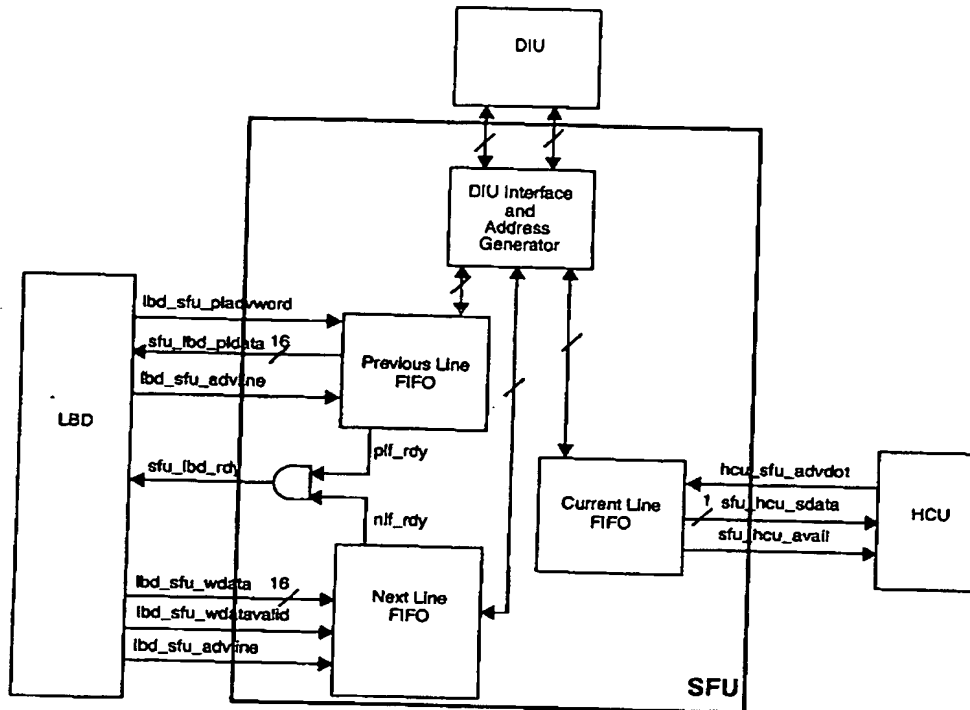 DIU
DIU Interface
and
Address
Generator
lbd_sfu_pladvword
sfu_lbd_pldata 16
lbd_sfu_advline
Previous Line
FIFO
LBD
plf_rdy
sfu_lbd_rdy
nlf_rdy
hcu_sfu_advdot
1 sfu_hcu_sdata
sfu_hcu_avail
Current Line
FIFO
HCU
lbd_sfu_wdata 16
lbd_sfu_wdatavalid
lbd_sfu_advline
Next Line
FIFO
SFU